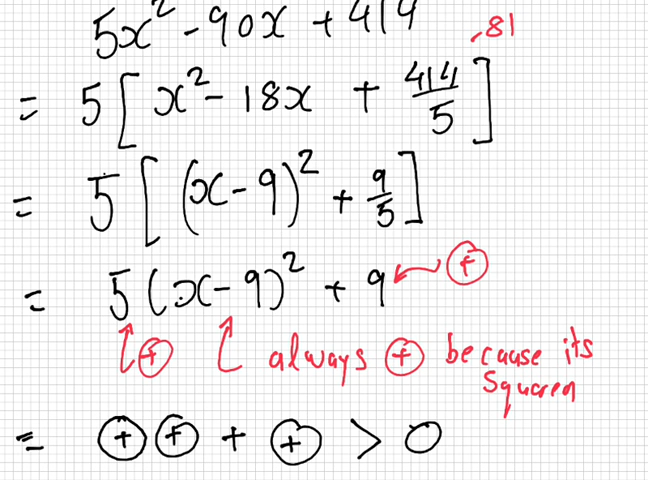 5x² - 90x + 414
-81
= 5[x² - 18x + 414/5]
= 5[(x - 9)² + 9/5]
= 5(x - 9)² + 9 ← ⊕
↑⊕ ↑ always ⊕ because its
squared
= ⊕⊕ + ⊕ > 0